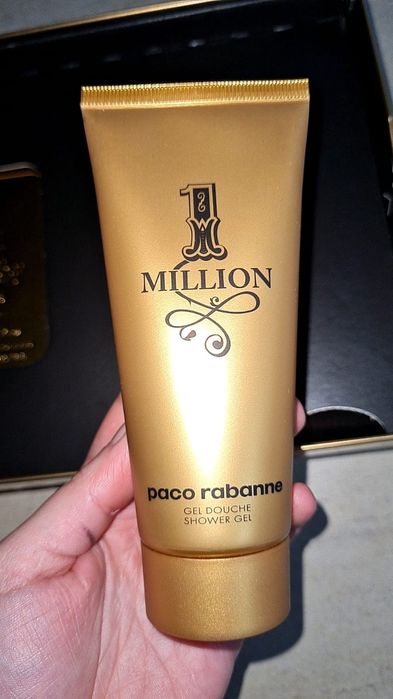 1
MILLION
paco rabanne
GEL DOUCHE
SHOWER GEL